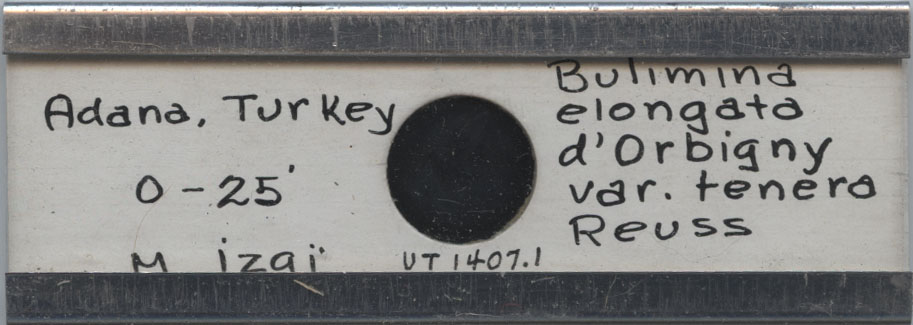 Adana, Turkey
0-25'
M izai
UT 1407.1
Bulimina
elongata
d'Orbigny
var. tenera
Reuss